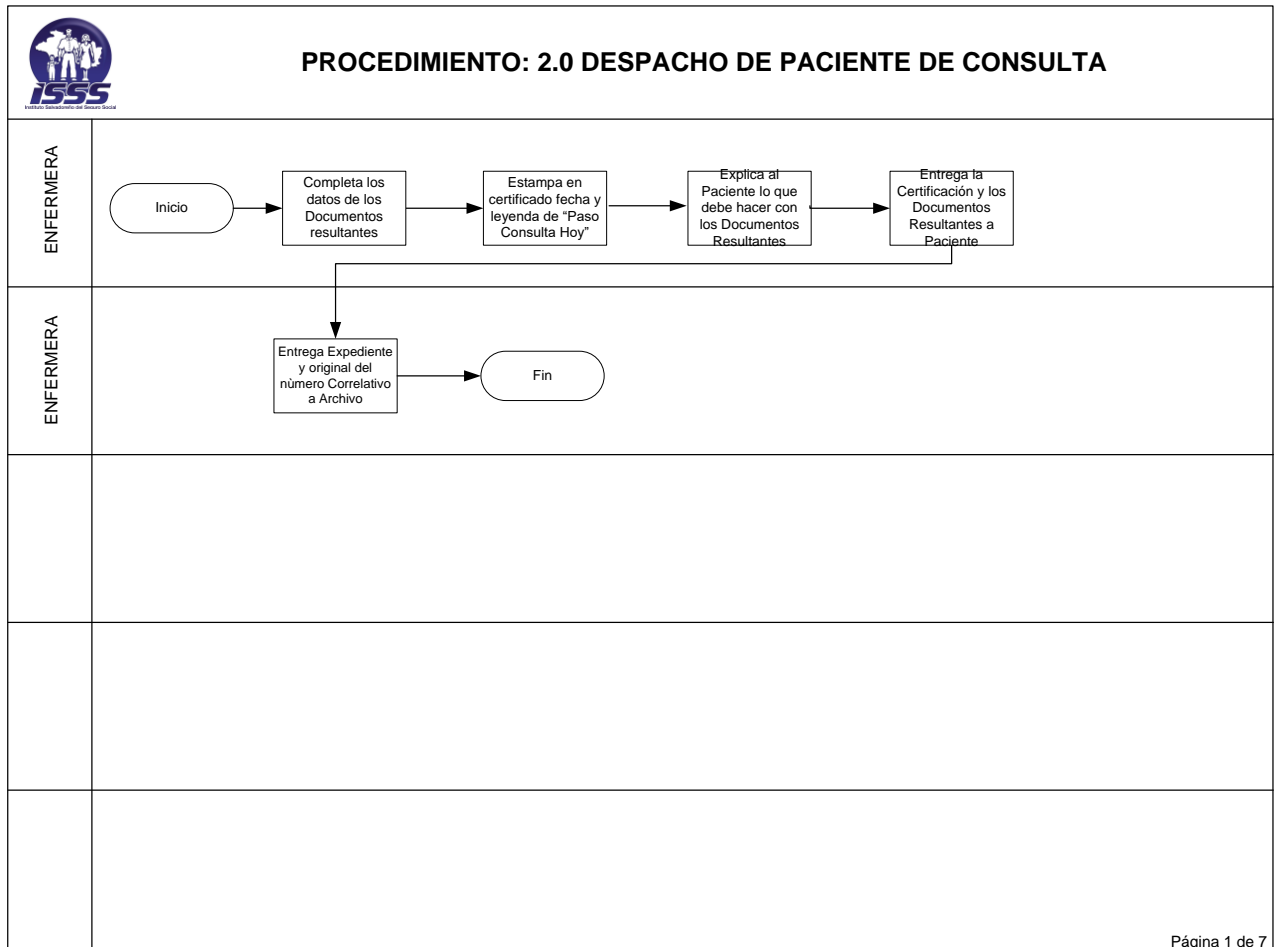 PROCEDIMIENTO: 2.0 DESPACHO DE PACIENTE DE CONSULTA
ISSS
Instituto Salvadoreño del Seguro Social
ENFERMERA
Inicio
Completa los
datos de los
Documentos
resultantes
Estampa en
certificado fecha y
leyenda de “Paso
Consulta Hoy”
Explica al
Paciente lo que
debe hacer con
los Documentos
Resultantes
Entrega la
Certificación y los
Documentos
Resultantes a
Paciente
ENFERMERA
Entrega Expediente
y original del
nùmero Correlativo
a Archivo
Fin
Página 1 de 7